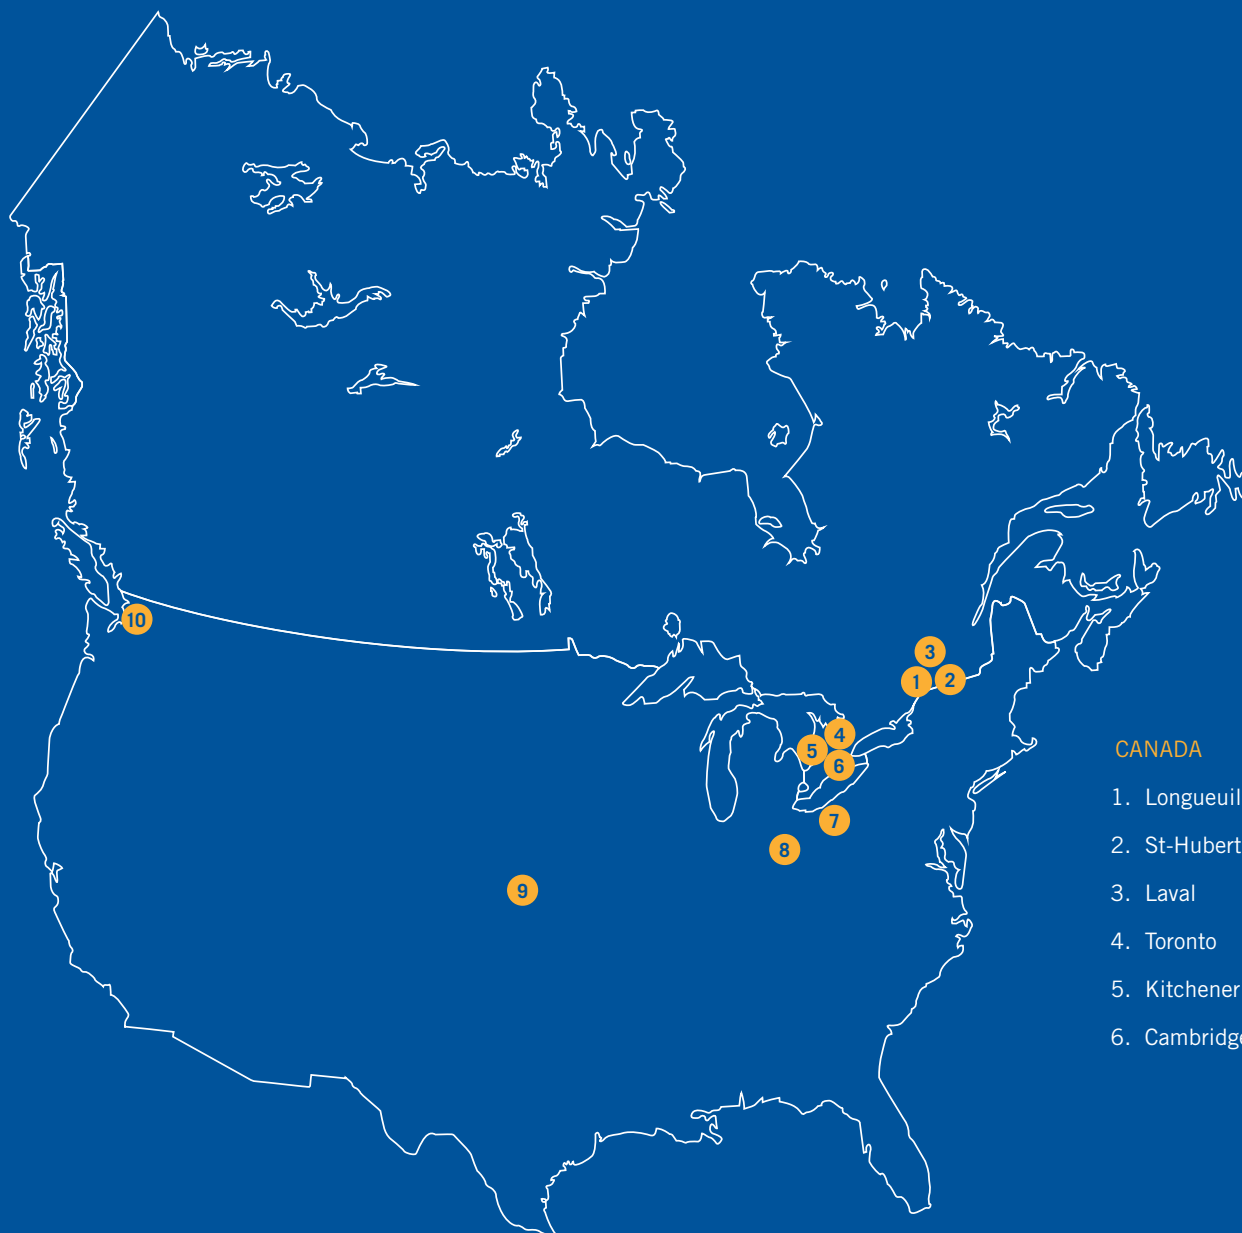 10
3
1
2
4
5
6
7
8
9
CANADA
1. Longueuil
2. St-Hubert
3. Laval
4. Toronto
5. Kitchener
6. Cambridge